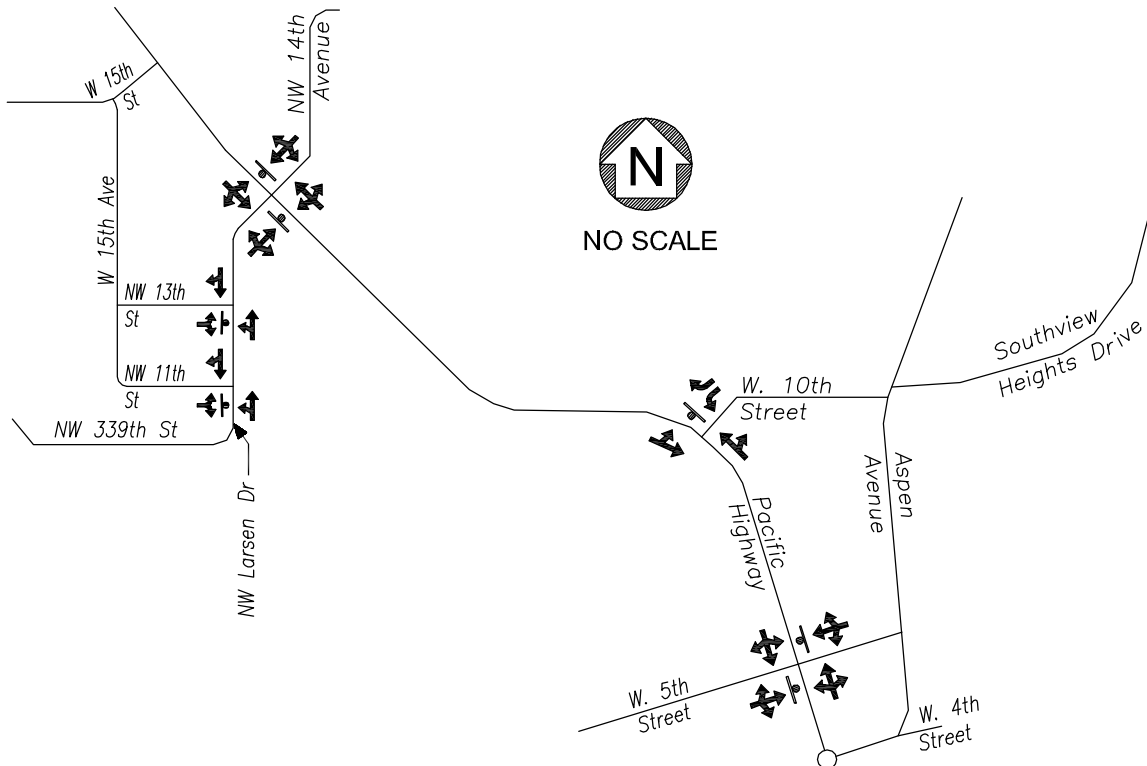 W 15th
St
NW 14th
Avenue
W 15th Ave
N
NO SCALE
NW 13th
St
NW 11th
St
NW 339th St
NW Larsen Dr
Southview
Heights Drive
W. 10th
Street
Aspen
Avenue
Pacific
Highway
W. 5th
Street
W. 4th
Street